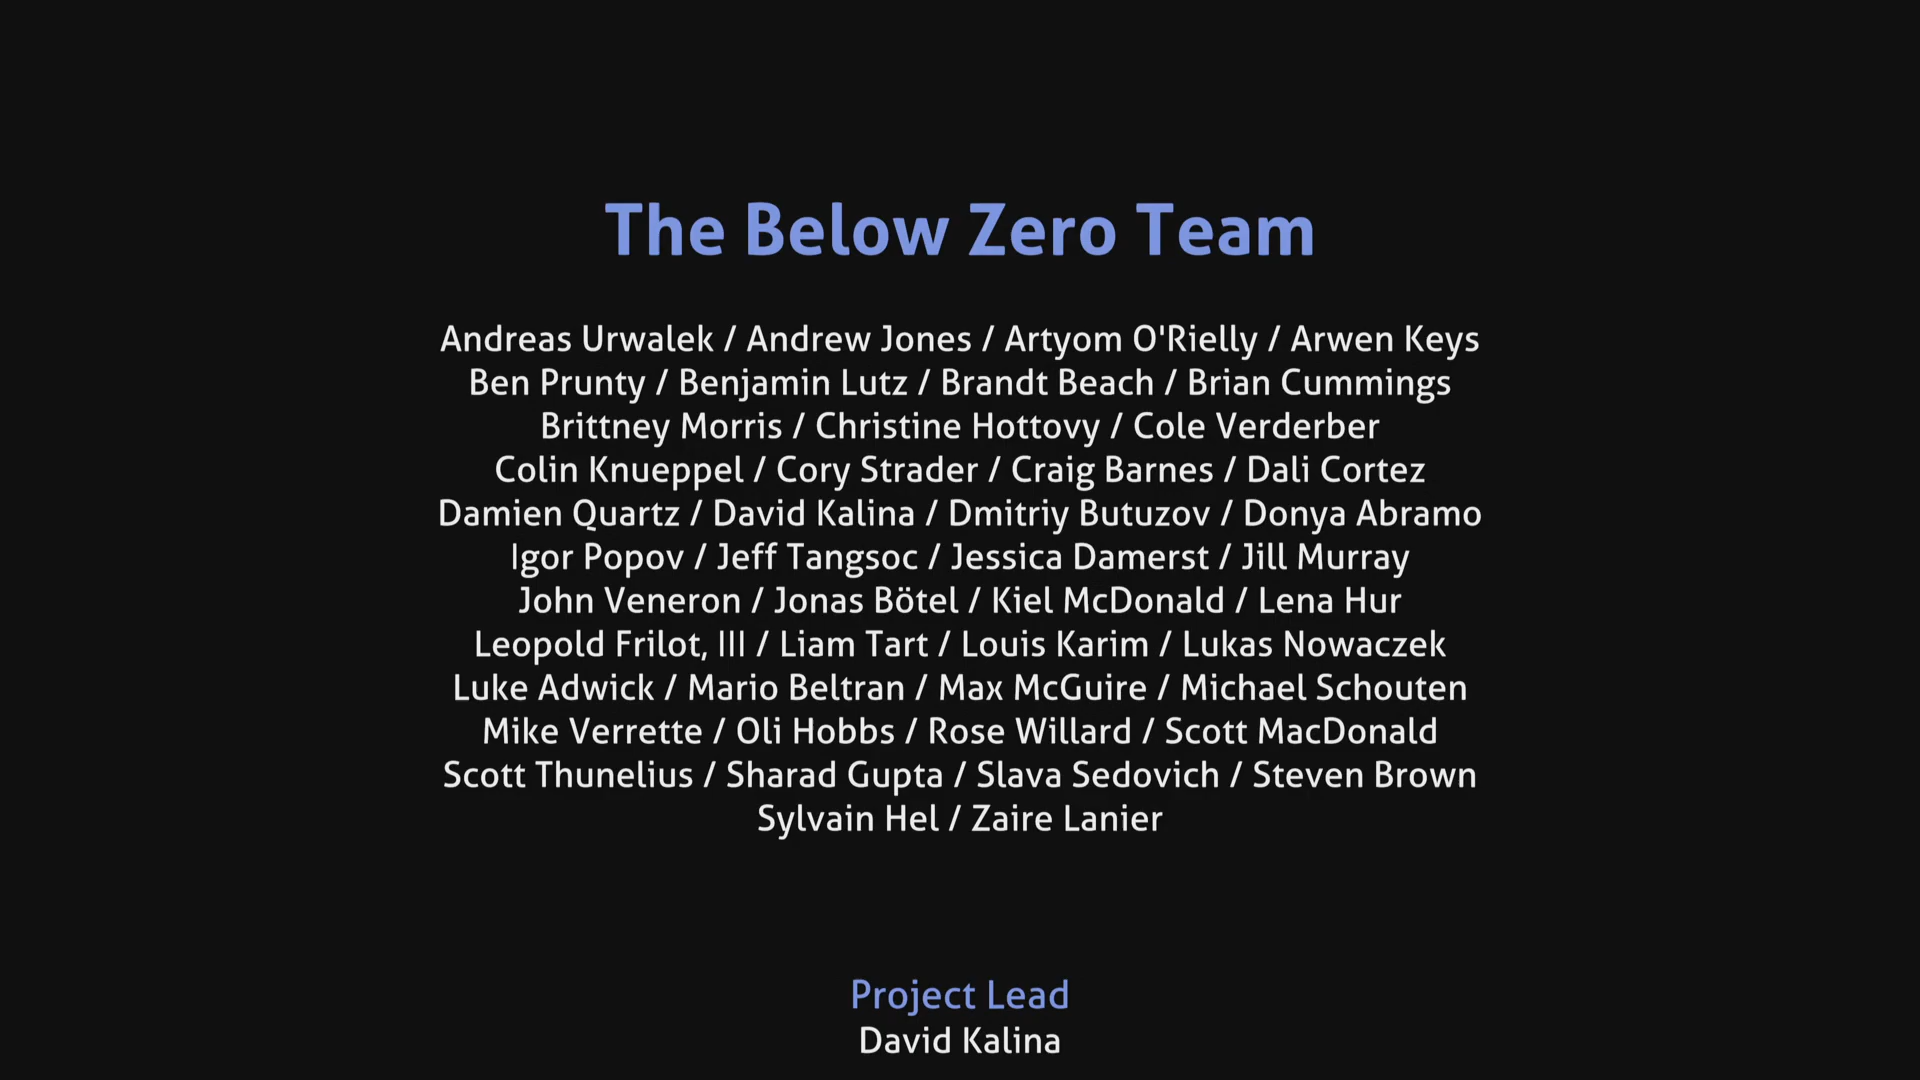 The Below Zero Team
Andreas Urwalek / Andrew Jones / Artyom O'Rielly / Arwen Keys
Ben Prunty / Benjamin Lutz / Brandt Beach / Brian Cummings
Brittney Morris / Christine Hottovy / Cole Verderber
Colin Knueppel / Cory Strader / Craig Barnes / Dali Cortez
Damien Quartz / David Kalina / Dmitriy Butuzov / Donya Abramo
Igor Popov / Jeff Tangsoc / Jessica Damerst / Jill Murray
John Veneron / Jonas Bötel / Kiel McDonald / Lena Hur
Leopold Frilot, III / Liam Tart / Louis Karim / Lukas Nowaczek
Luke Adwick / Mario Beltran / Max McGuire / Michael Schouten
Mike Verrette / Oli Hobbs / Rose Willard / Scott MacDonald
Scott Thunelius / Sharad Gupta / Slava Sedovich / Steven Brown
Sylvain Hel / Zaire Lanier
Project Lead
David Kalina